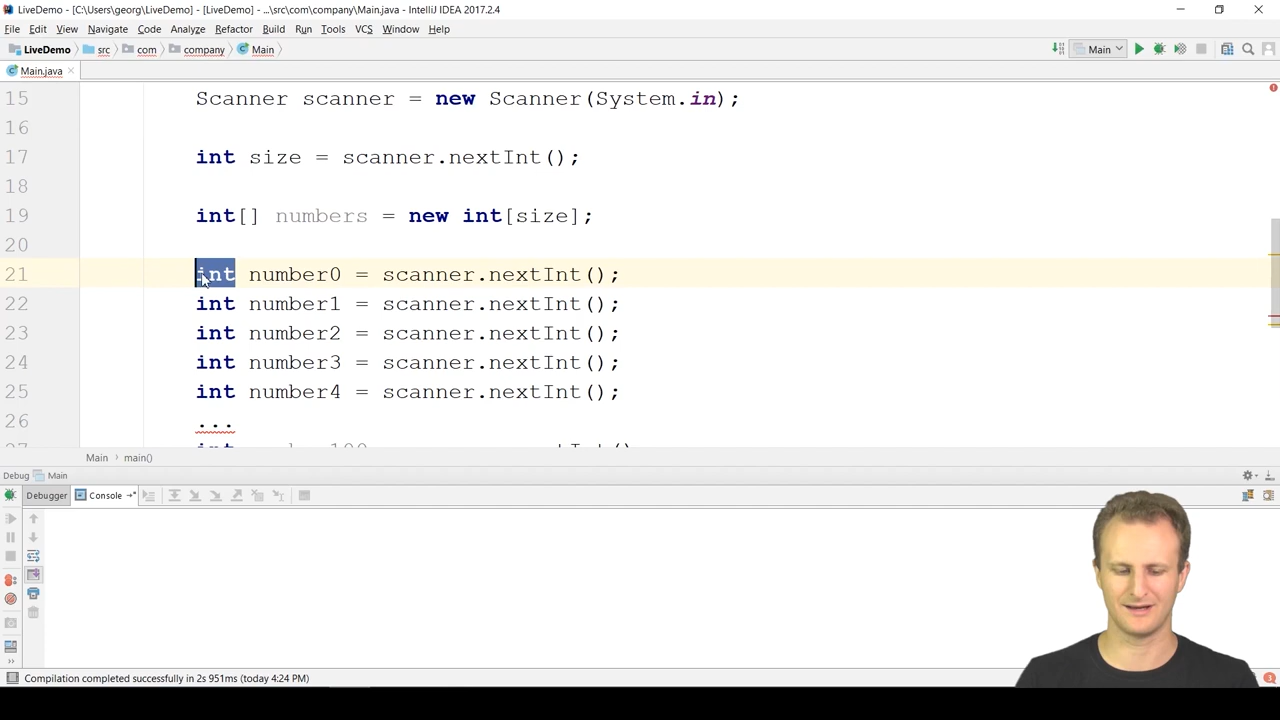 LiveDemo - [C:\Users\georg\LiveDemo] - [LiveDemo] - ...\src\com\company\Main.java - IntelliJ IDEA 2017.2.4
File Edit View Navigate Code Analyze Refactor Build Run Tools VCS Window Help
LiveDemo src com company Main Main
Main.java
15 Scanner scanner = new Scanner(System.in);
16
17 int size = scanner.nextInt();
18
19 int[] numbers = new int[size];
20
21 int number0 = scanner.nextInt();
22 int number1 = scanner.nextInt();
23 int number2 = scanner.nextInt();
24 int number3 = scanner.nextInt();
25 int number4 = scanner.nextInt();
26 ...
Main main()
Debug Main
Debugger Console
Compilation completed successfully in 2s 951ms (today 4:24 PM)